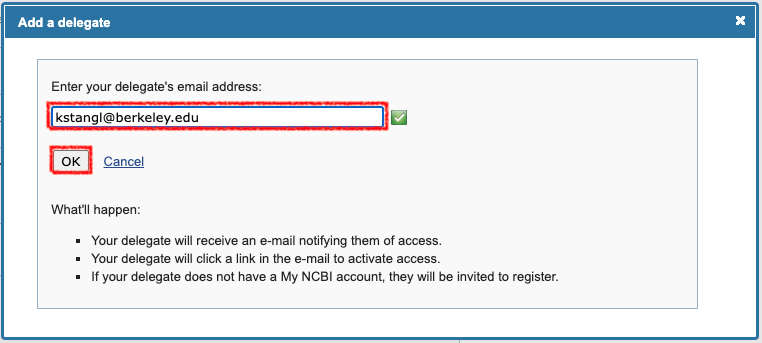 Add a delegate
Enter your delegate's email address:
kstangl@berkeley.edu
OK Cancel
What'll happen:
Your delegate will receive an e-mail notifying them of access.
Your delegate will click a link in the e-mail to activate access.
If your delegate does not have a My NCBI account, they will be invited to register.